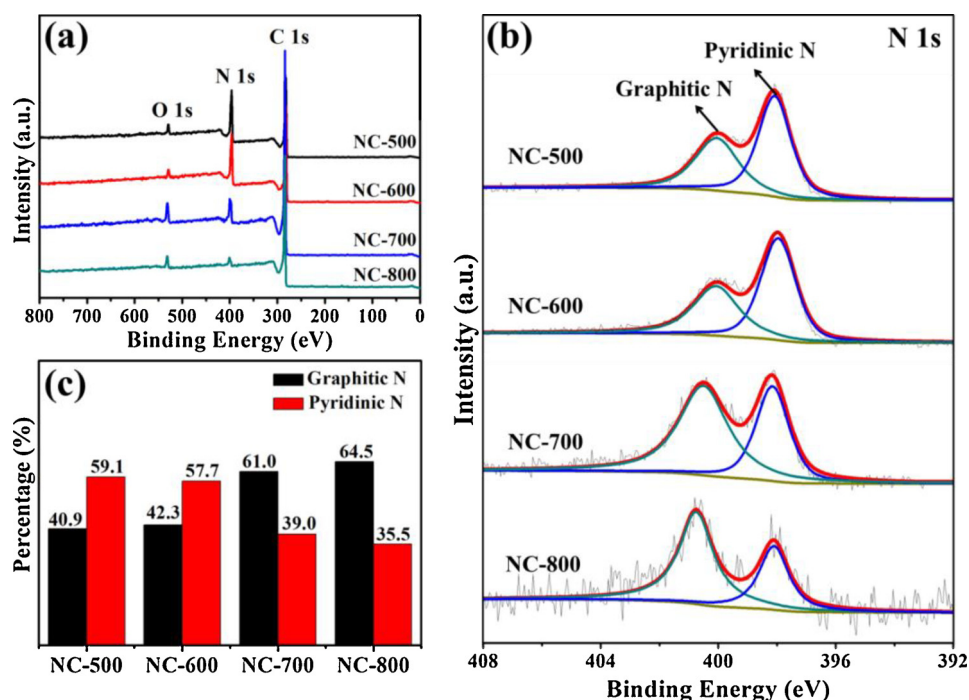 (a)
C 1s
N 1s
O 1s
NC-500
NC-600
NC-700
NC-800
Intensity (a.u.)
800 700 600 500 400 300 200 100 0
Binding Energy (eV)
(b)
N 1s
Pyridinic N
Graphitic N
NC-500
NC-600
NC-700
NC-800
Intensity (a.u.)
408 404 400 396 392
Binding Energy (eV)
(c)
Graphitic N
Pyridinic N
Percentage (%)
40.9 59.1 42.3 57.7 61.0 39.0 64.5 35.5
NC-500 NC-600 NC-700 NC-800